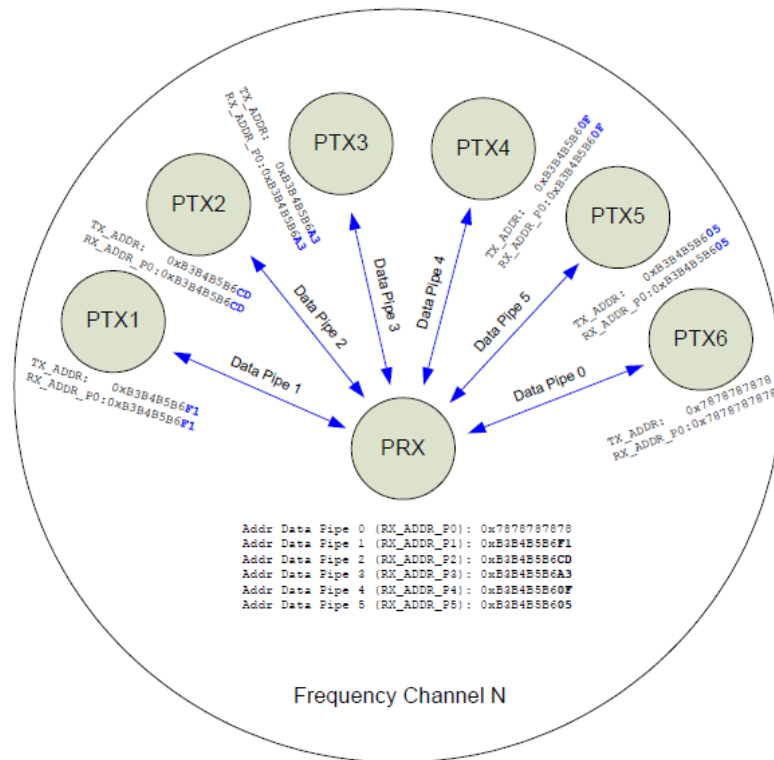 PTX3
PTX4
TX_ADDR: 0xB3B4B5B6A3
RX_ADDR_P0:0xB3B4B5B6A3
TX_ADDR: 0xB3B4B5B60F
RX_ADDR_P0:0xB3B4B5B60F
PTX2
PTX5
TX_ADDR: 0xB3B4B5B6CD
RX_ADDR_P0:0xB3B4B5B6CD
TX_ADDR: 0xB3B4B5B605
RX_ADDR_P0:0xB3B4B5B605
PTX1
PTX6
TX_ADDR: 0xB3B4B5B6F1
RX_ADDR_P0:0xB3B4B5B6F1
TX_ADDR: 0x7878787878
RX_ADDR_P0:0x7878787878
Data Pipe 1
Data Pipe 2
Data Pipe 3
Data Pipe 4
Data Pipe 5
Data Pipe 0
PRX
Addr Data Pipe 0 (RX_ADDR_P0): 0x7878787878
Addr Data Pipe 1 (RX_ADDR_P1): 0xB3B4B5B6F1
Addr Data Pipe 2 (RX_ADDR_P2): 0xB3B4B5B6CD
Addr Data Pipe 3 (RX_ADDR_P3): 0xB3B4B5B6A3
Addr Data Pipe 4 (RX_ADDR_P4): 0xB3B4B5B60F
Addr Data Pipe 5 (RX_ADDR_P5): 0xB3B4B5B605
Frequency Channel N